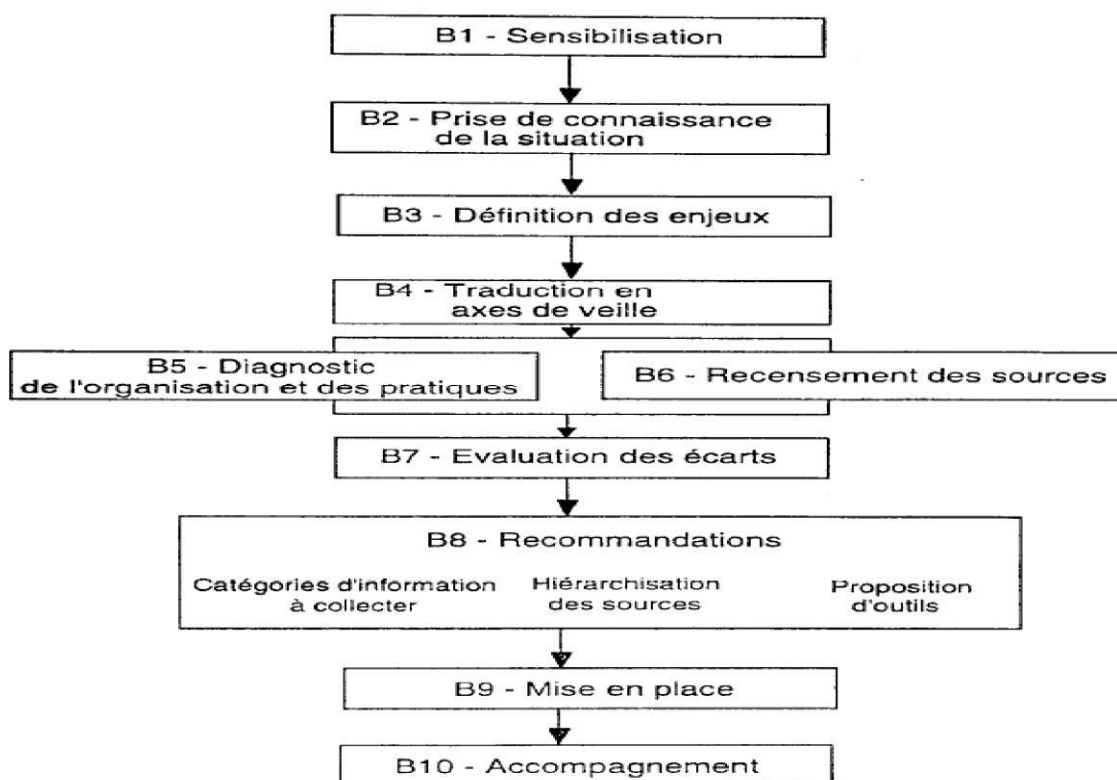 B1 - Sensibilisation
B2 - Prise de connaissance
de la situation
B3 - Définition des enjeux
B4 - Traduction en
axes de veille
B5 - Diagnostic
de l'organisation et des pratiques
B6 - Recensement des sources
B7 - Evaluation des écarts
B8 - Recommandations
Catégories d'information
à collecter
Hiérarchisation
des sources
Proposition
d'outils
B9 - Mise en place
B10 - Accompagnement